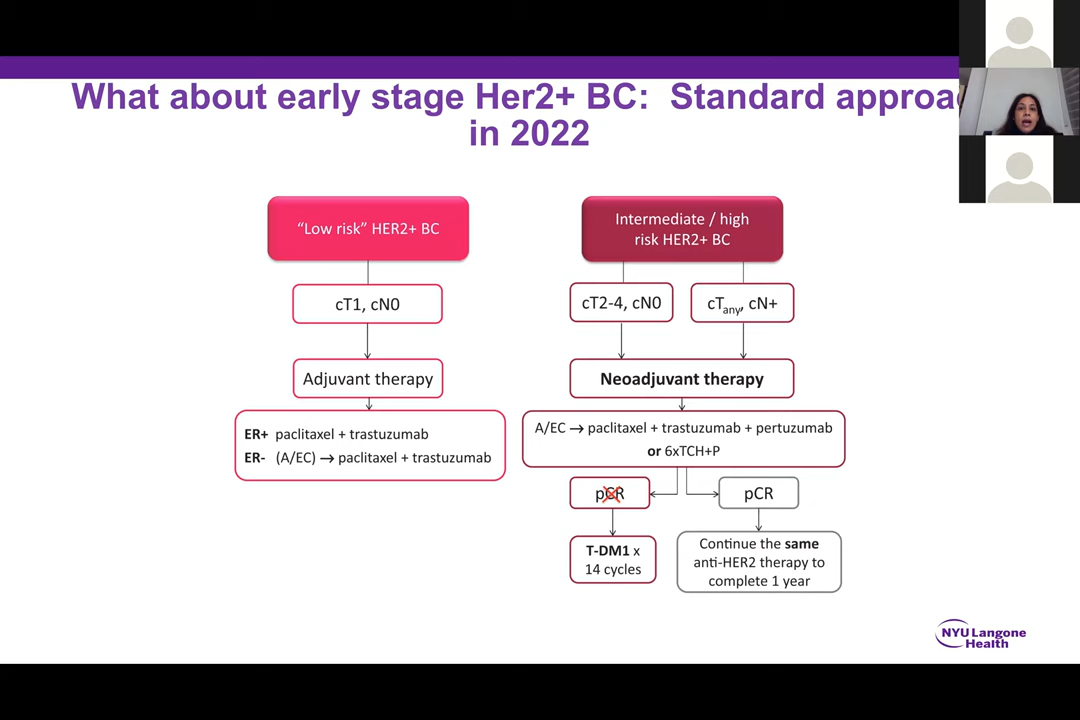 What about early stage Her2+ BC: Standard
in 2022
“Low ris” HER2+ BC
cT1, cN0
Adjuvant therapy
ER+ paclitaxel + trastuzumab
ER- (A/EC) → paclitaxel + trastuzumab
Intermediate / high
risk HER2+ BC
cT2-4, cN0
cTany, cN+
Neoadjuvant therapy
A/EC → paclitaxel + trastuzumab + pertuzumab
or 6xTCH+P
pCR
pCR
T-DM1 x
14 cycles
Continue the same
anti-HER2 therapy to
complete 1 year
NYU Langone
Health